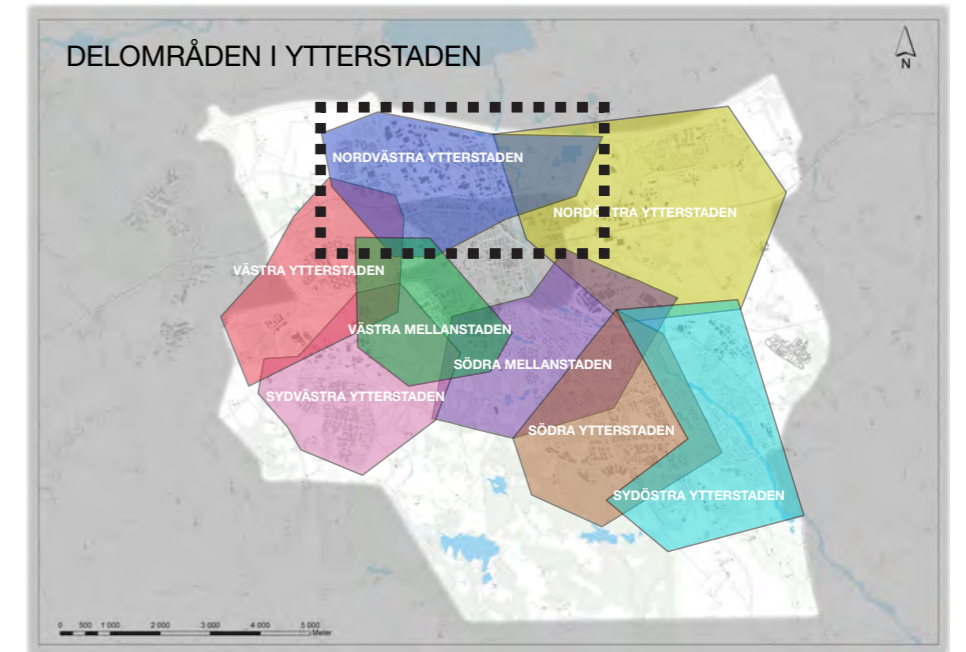 DELOMRÅDEN I YTTERSTADEN
N
NORDVÄSTRA YTTERSTADEN
NORDÖSTRA YTTERSTADEN
VÄSTRA YTTERSTADEN
VÄSTRA MELLANSTADEN
SÖDRA MELLANSTADEN
SYDVÄSTRA YTTERSTADEN
SÖDRA YTTERSTADEN
SYDÖSTRA YTTERSTADEN
0 500 1 000 2 000 3 000 4 000 5 000
Meter